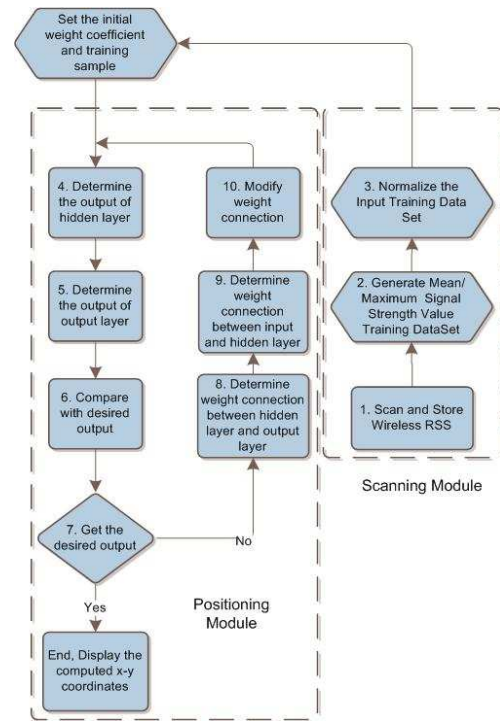 Set the initial
weight coefficient
and training
sample
4. Determine
the output of
hidden layer
10. Modify
weight
connection
3. Normalize the
Input Training Data
Set
5. Determine
the output of
output layer
9. Determine
weight
connection
between input
and hidden layer
2. Generate Mean/
Maximum Signal
Strength Value
Training DataSet
6. Compare
with desired
output
8. Determine
weight connection
between hidden
layer and output
layer
1. Scan and Store
Wireless RSS
Scanning Module
7. Get the
desired output
No
Yes
Positioning
Module
End, Display the
computed x-y
coordinates